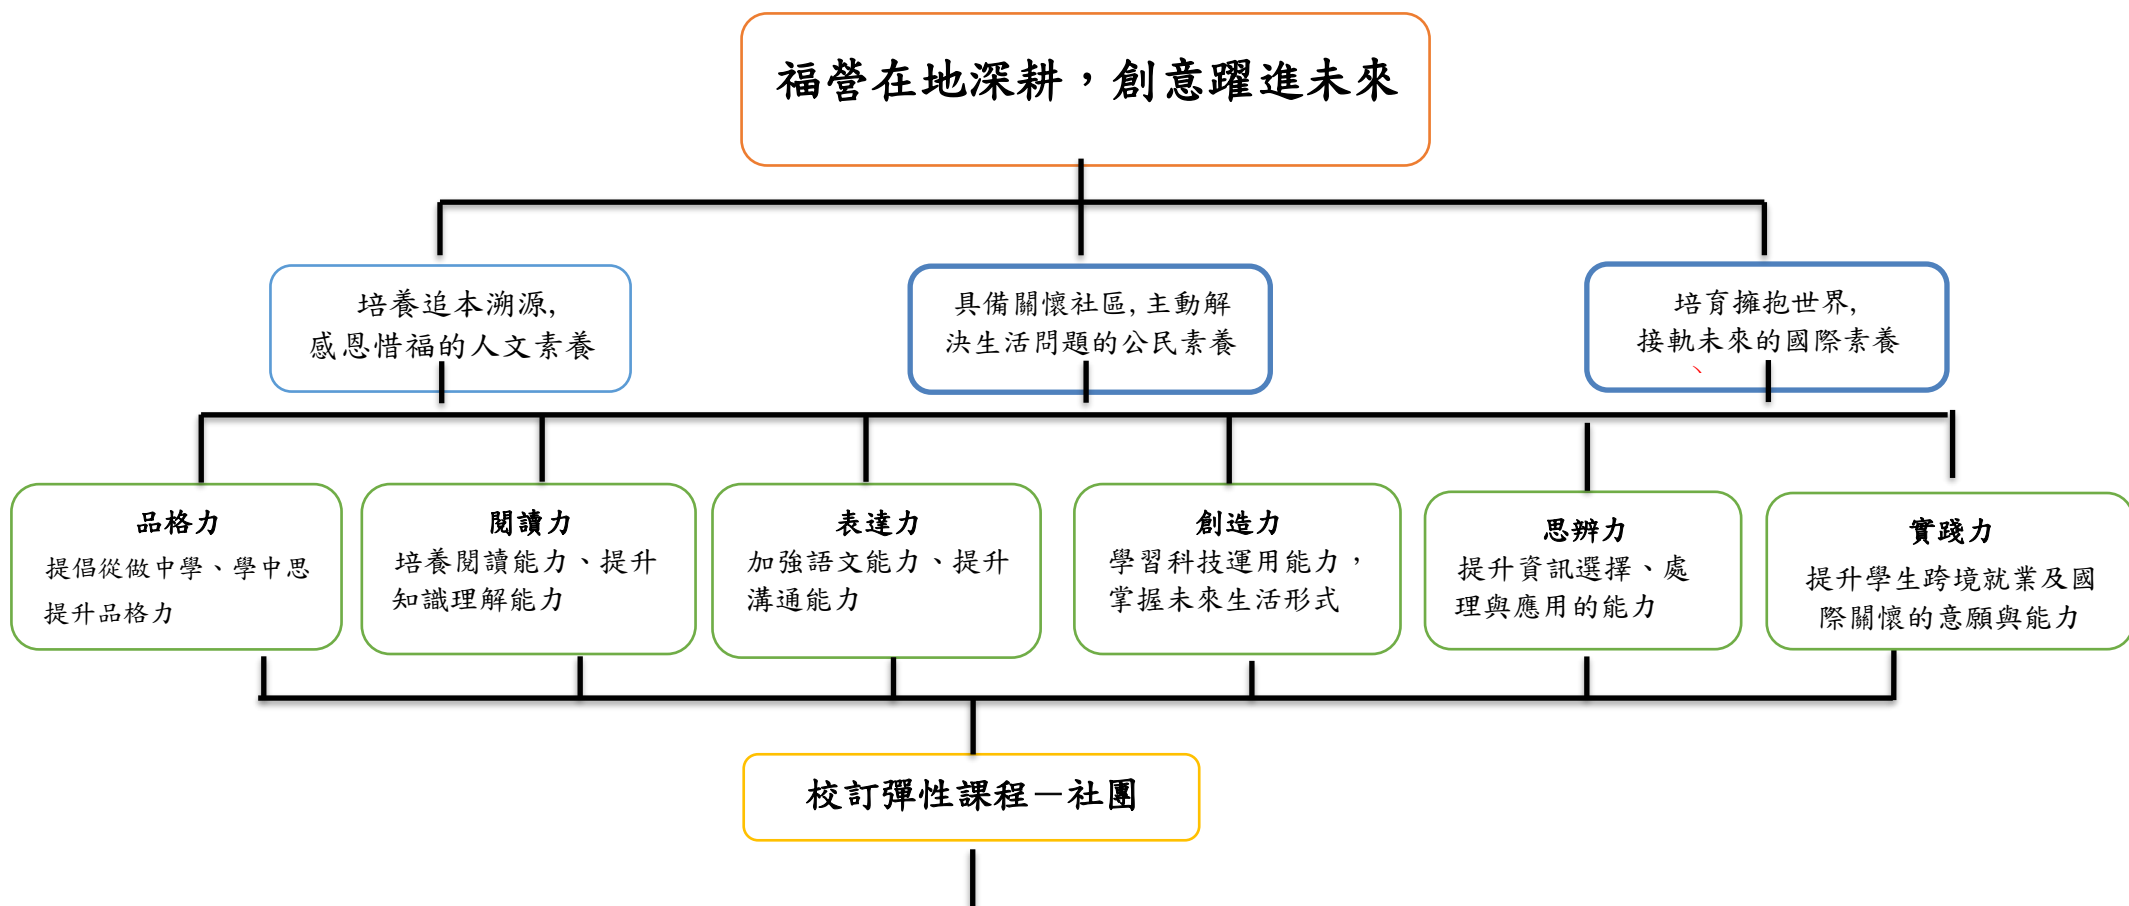 福營在地深耕，創意躍進未來
培養追本溯源,
感恩惜福的人文素養
具備關懷社區,主動解
決生活問題的公民素養
培育擁抱世界,
接軌未來的國際素養
、
品格力
提倡從做中學、學中思
提升品格力
閱讀力
培養閱讀能力、提升
知識理解能力
表達力
加強語文能力、提升
溝通能力
創造力
學習科技運用能力，
掌握未來生活形式
思辨力
提升資訊選擇、處
理與應用的能力
實踐力
提升學生跨境就業及國
際關懷的意願與能力
校訂彈性課程－社團